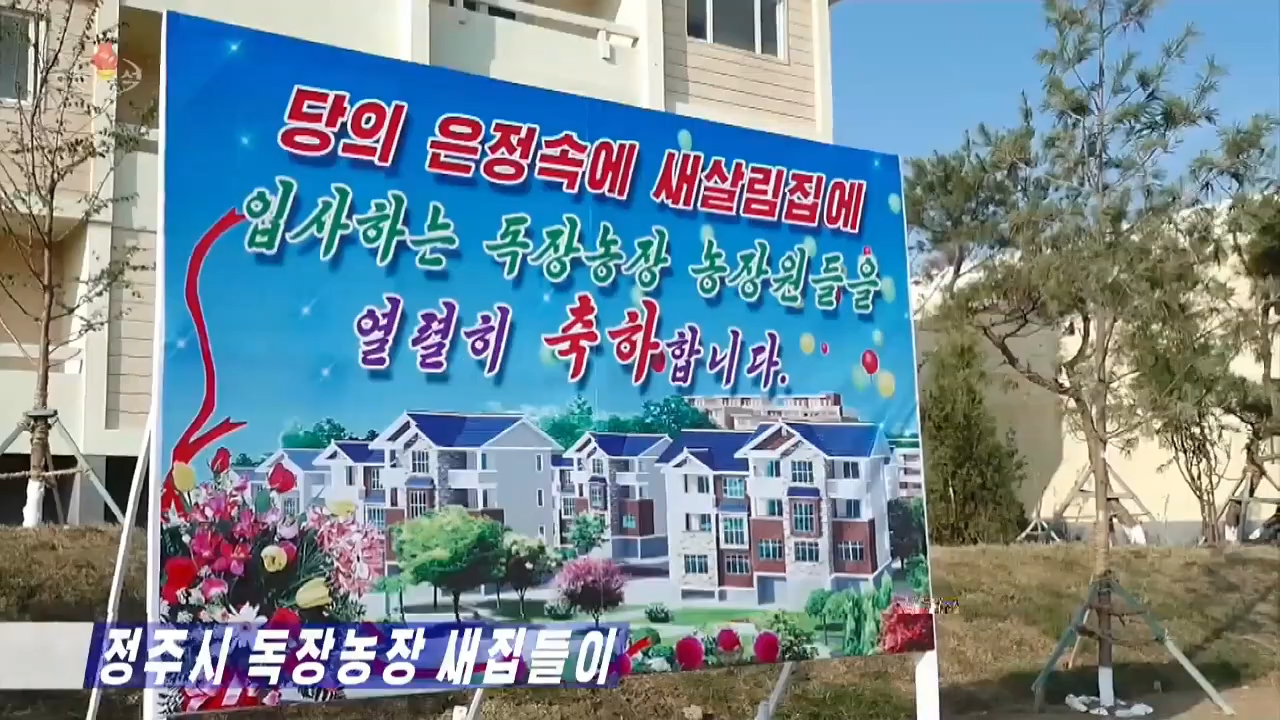 당의 은정속에 새살림집에
입사하는 독장농장 농장원들을
열렬히 축하합니다.
정주시 독장농장 새집들이